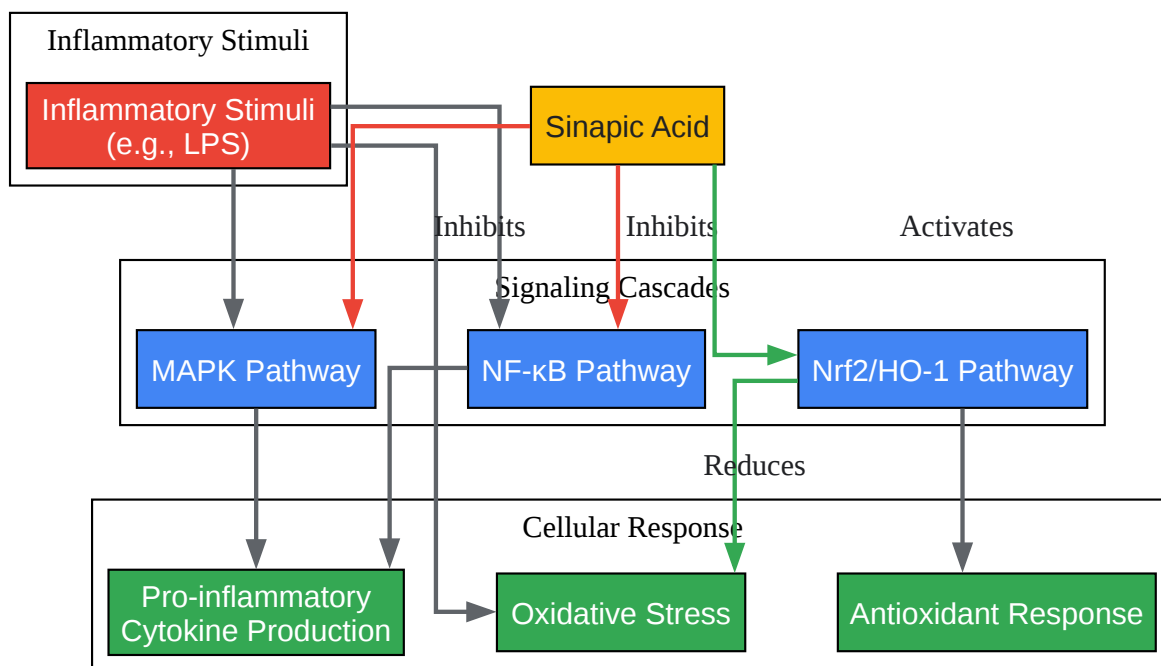 Inflammatory Stimuli
Inflammatory Stimuli
(e.g., LPS)
Sinapic Acid
Inhibits
Inhibits
Activates
Signaling Cascades
MAPK Pathway
NF-κB Pathway
Nrf2/HO-1 Pathway
Reduces
Cellular Response
Pro-inflammatory
Cytokine Production
Oxidative Stress
Antioxidant Response